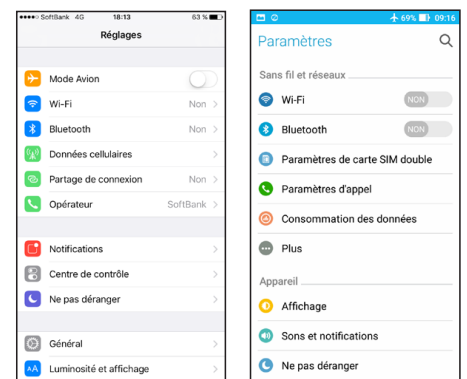 SoftBank 4G 18:13 63 %
Réglages
Mode Avion
Wi-Fi Non
Bluetooth Non
Données cellulaires
Partage de connexion Non
Opérateur SoftBank
Notifications
Centre de contrôle
Ne pas déranger
Général
AA Luminosité et affichage
69% 09:16
Paramètres
Sans fil et réseaux
Wi-Fi NON
Bluetooth NON
Paramètres de carte SIM double
Paramètres d'appel
Consommation des données
Plus
Appareil
Affichage
Sons et notifications
Ne pas déranger